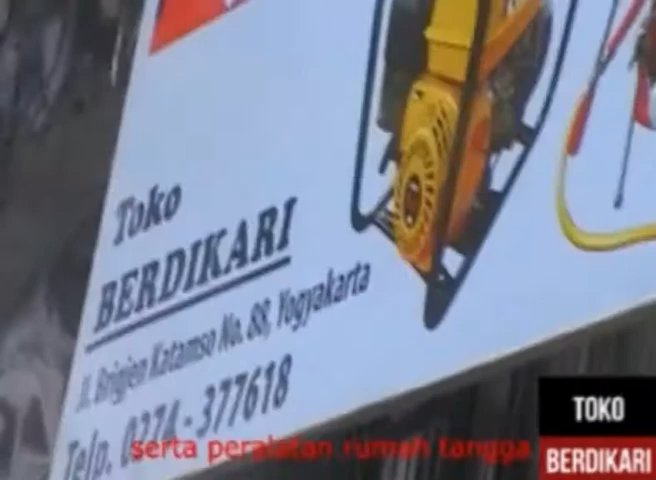 Toko
BERDIKARI
Jl. Brigjen Katamso No. 88, Yogyakarta
Telp. 0274 - 377618
serta peralatan rumah tangga
TOKO
BERDIKARI